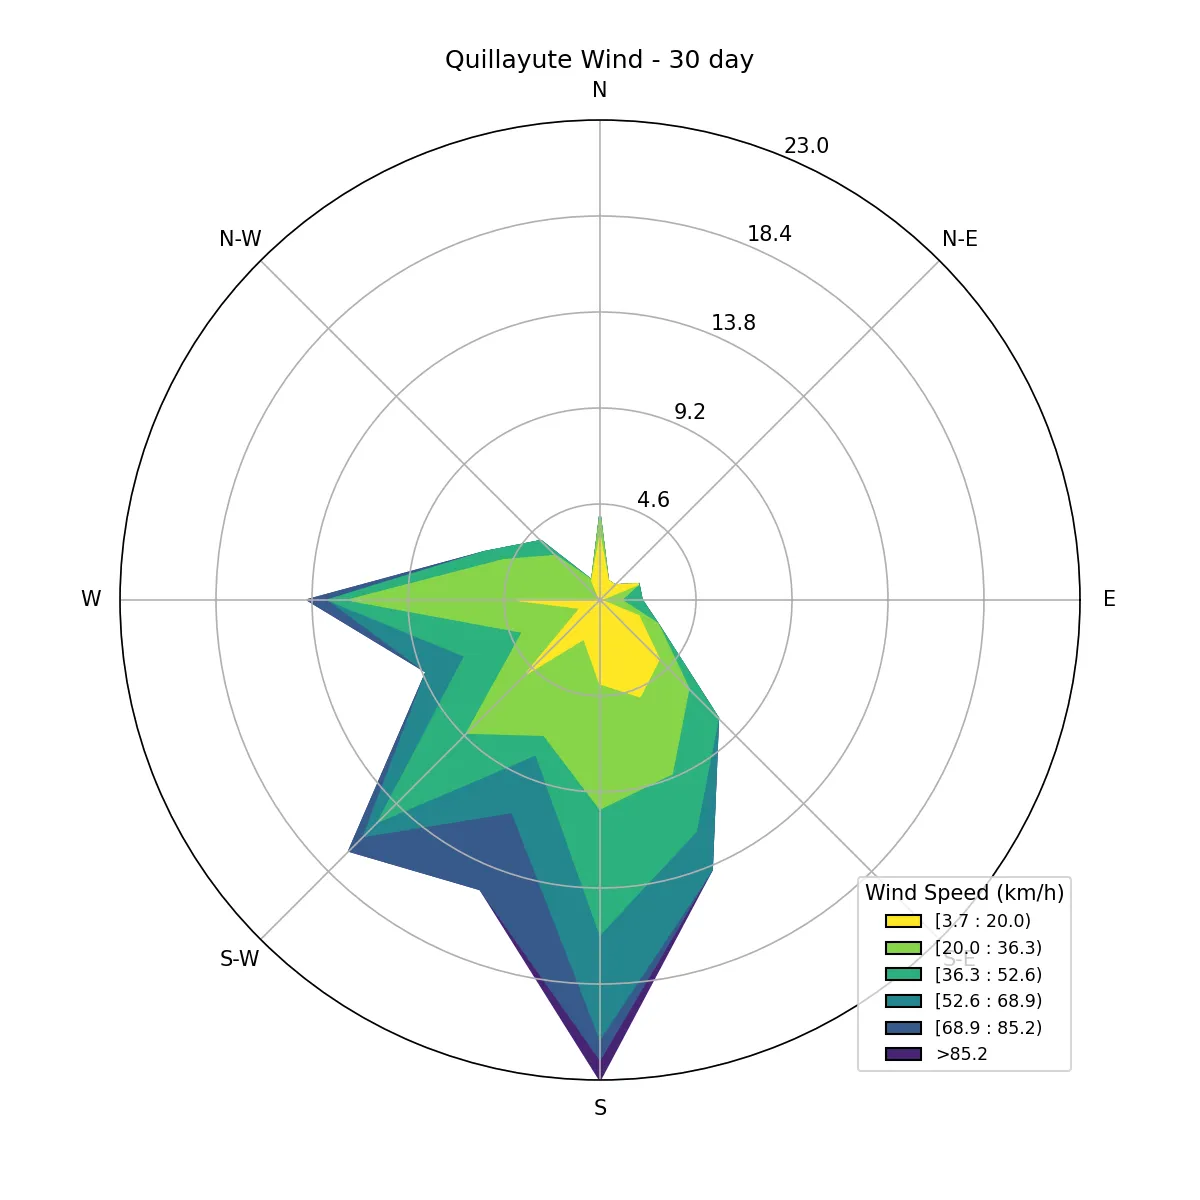 Quillayute Wind - 30 day
N
23.0
N-W
18.4
N-E
13.8
9.2
4.6
W
E
S-W
S-E
S
Wind Speed (km/h)
[3.7 : 20.0)
[20.0 : 36.3)
[36.3 : 52.6)
[52.6 : 68.9)
[68.9 : 85.2)
>85.2